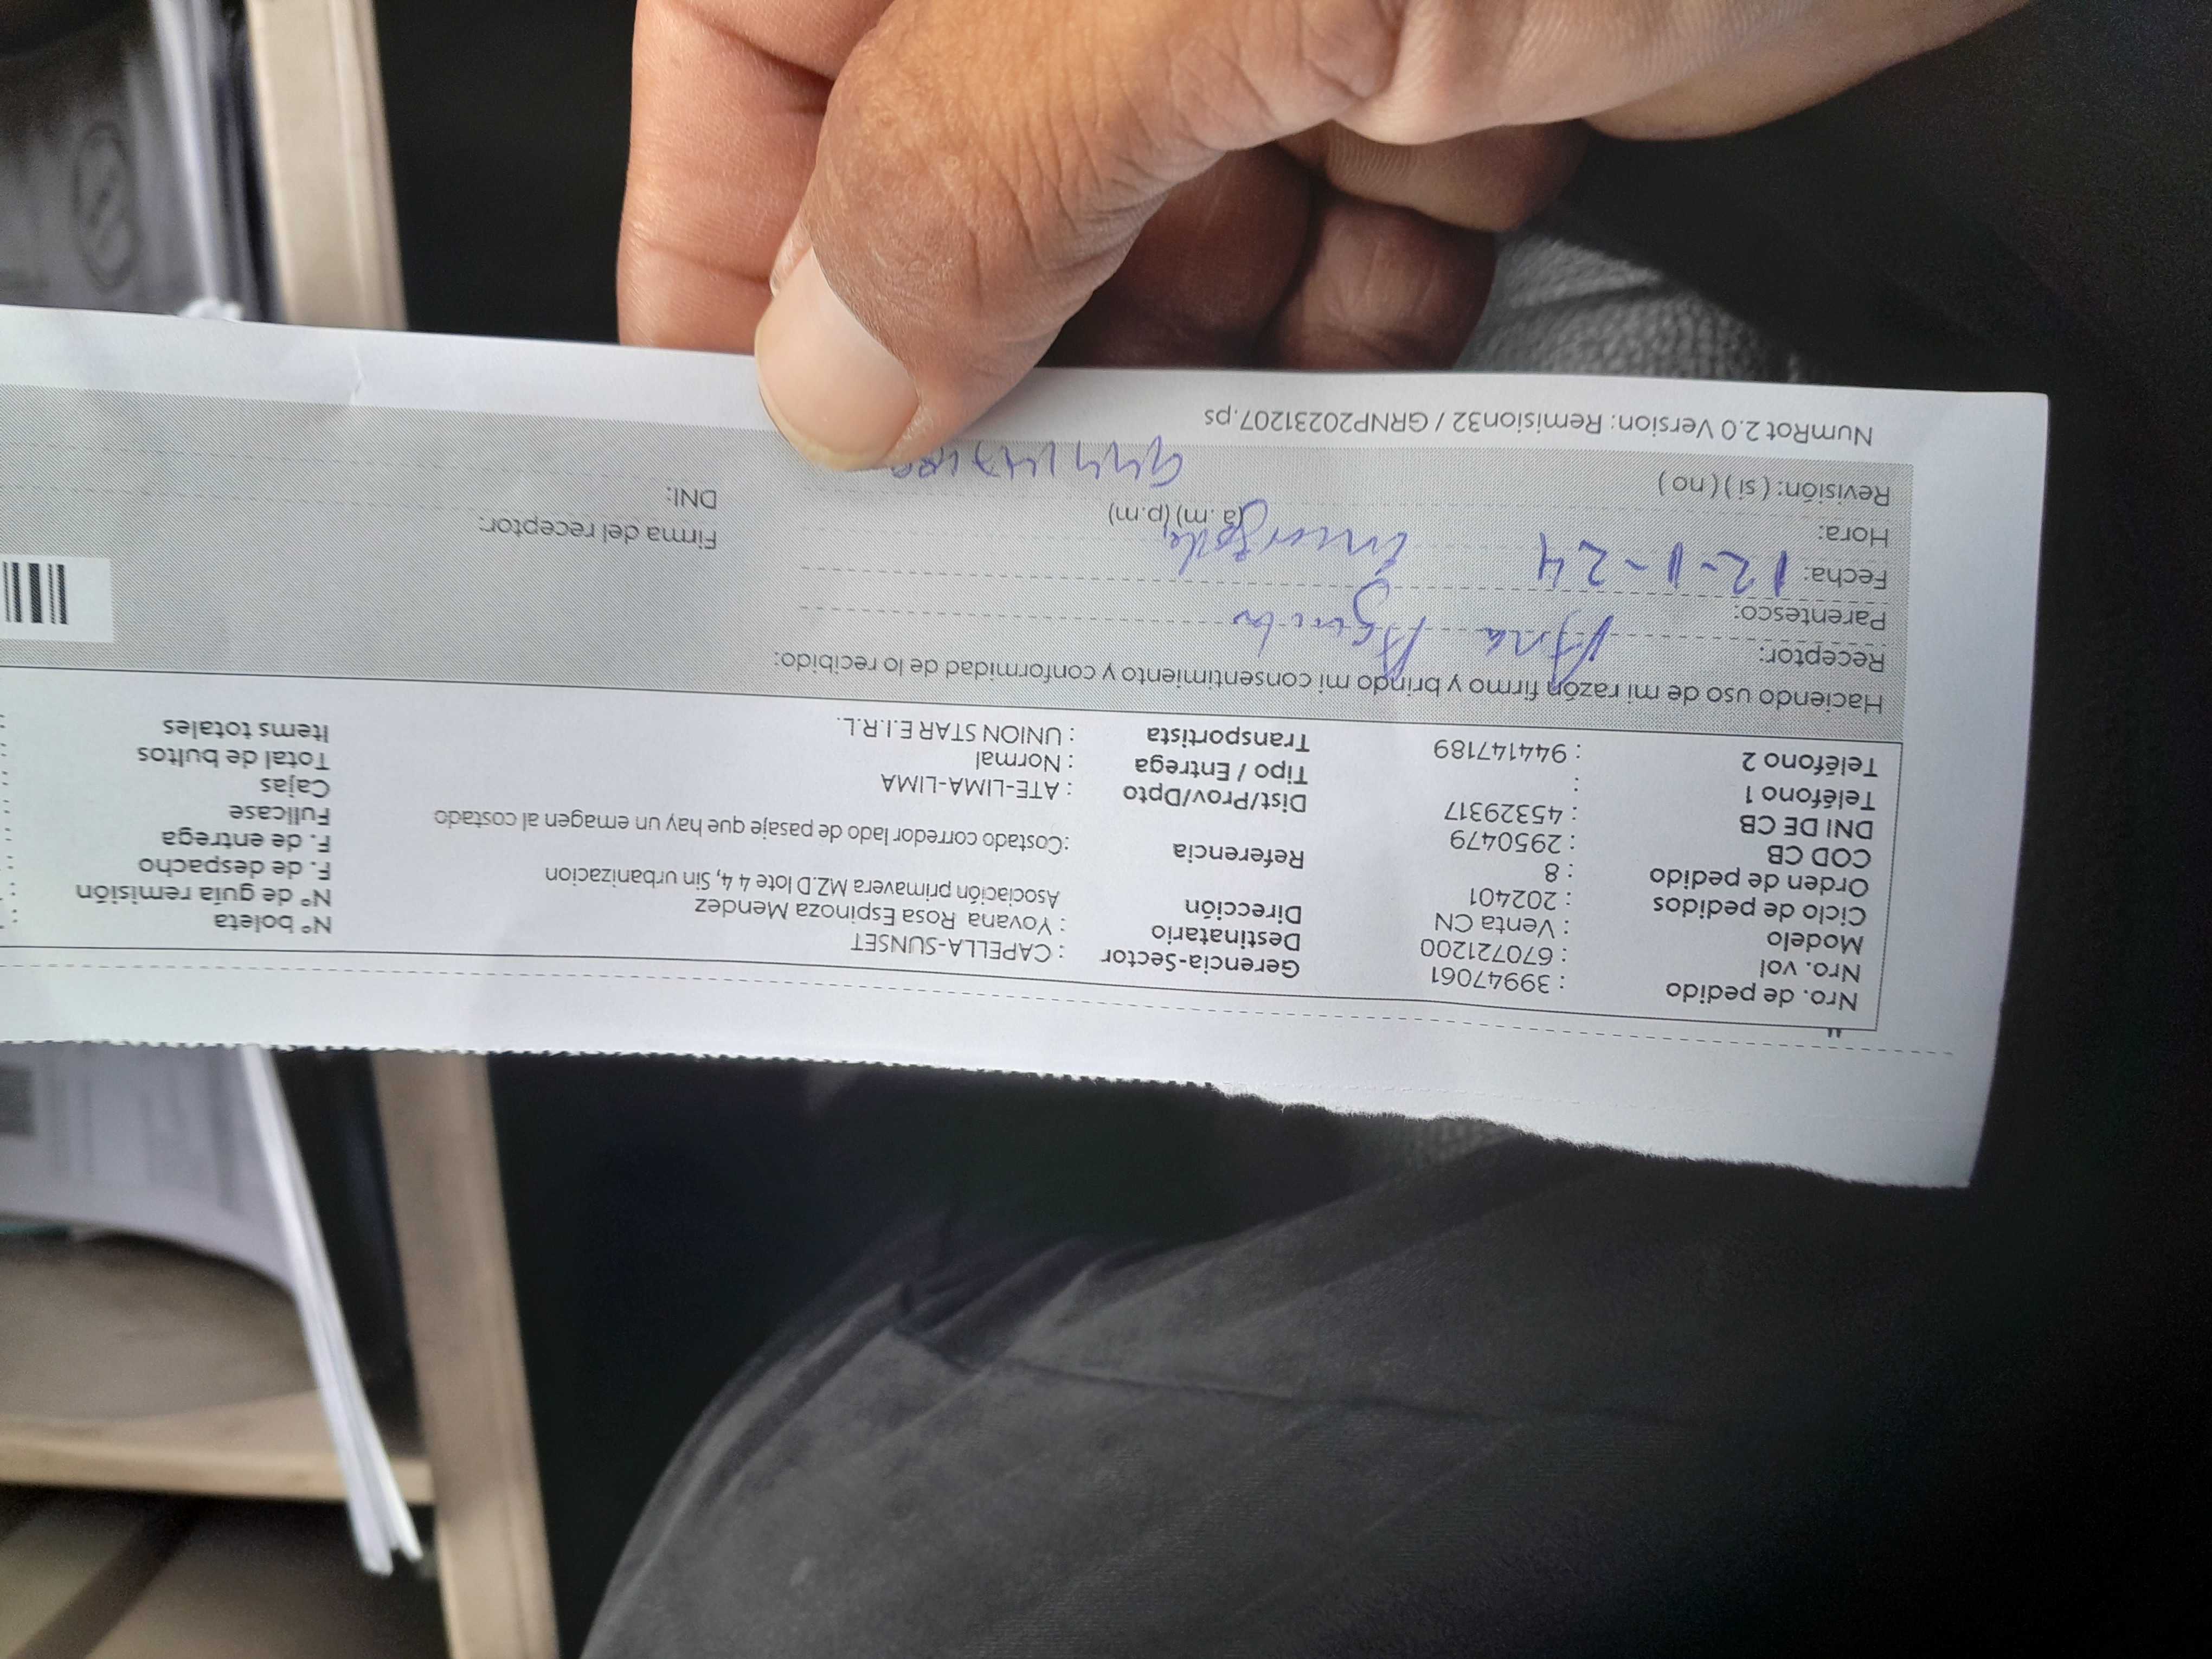 Nro. de pedido : 39947061 Gerencia-Sector : CAPELLA-SUNSET Nº boleta :
Nro. vol : 670721200 Destinatario : Yovana Rosa Espinoza Mendez Nº de guía remisión :
Modelo : Venta CN Dirección Asociación primavera MZ.D lote 4 4, Sin urbanizacion F. de despacho :
Ciclo de pedidos : 202401 F. de entrega :
Orden de pedido : 8 Referencia :Costado corredor lado de pasaje que hay un emagen al costado Fullcase :
COD CB : 2950479 Dist/Prov/Dpto : ATE-LIMA-LIMA Cajas :
DNI DE CB : 45329317 Tipo / Entrega : Normal Total de bultos :
Teléfono 1 : Transportista : UNION STAR E.I.R.L. Items totales :
Teléfono 2 : 944147189
Haciendo uso de mi razón firmo y brindo mi consentimiento y conformidad de lo recibido:
Receptor: Ana
Parentesco:
Fecha: 12-1-24
Hora: (a.m) (p.m) Firma del receptor:
Revisión: ( si ) ( no ) DNI:
NumRot 2.0 Version: Remision32 / GRNP20231207.ps